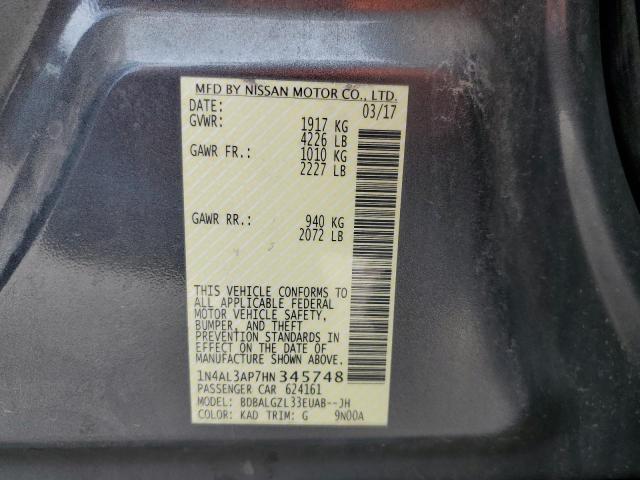 MFD BY NISSAN MOTOR CO., LTD.
DATE: 03/17
GVWR: 1917 KG
4226 LB
GAWR FR.: 1010 KG
2227 LB
GAWR RR.: 940 KG
2072 LB
THIS VEHICLE CONFORMS TO
ALL APPLICABLE FEDERAL
MOTOR VEHICLE SAFETY,
BUMPER, AND THEFT
PREVENTION STANDARDS IN
EFFECT ON THE DATE OF
MANUFACTURE SHOWN ABOVE.
1N4AL3AP7HN 345748
PASSENGER CAR 624161
MODEL: BDBALGZL33EUAB--JH
COLOR: KAD TRIM: G 9N00A